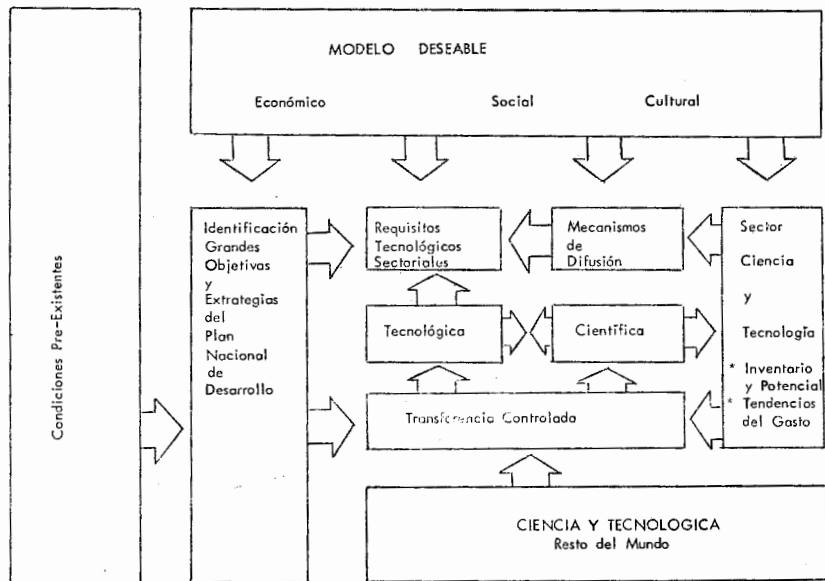 MODELO DESEABLE
Económico Social Cultural
Condiciones Pre-Existentes
Identificación
Grandes
Objetivas
y
Extrategias
del
Plan
Nacional
de
Desarrollo
Requisitos
Tecnológicos
Sectoriales
Mecanismos
de
Difusión
Sector
Ciencia
y
Tecnología
* Inventario
y Potencial
* Tendencios
del Gasto
Tecnológica
Científica
Transferencia Controlada
CIENCIA Y TECNOLOGICA
Resto del Mundo